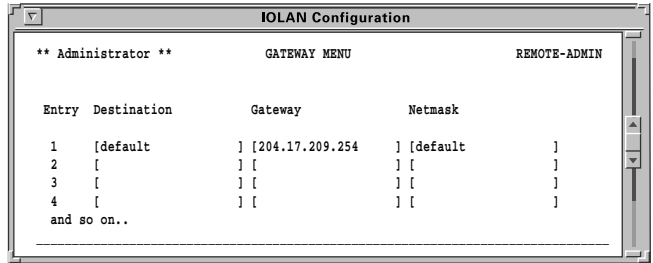 IOLAN Configuration
** Administrator ** GATEWAY MENU REMOTE-ADMIN
Entry Destination Gateway Netmask
1 [default ] [204.17.209.254 ] [default ]
2 [ ] [ ] [ ]
3 [ ] [ ] [ ]
4 [ ] [ ] [ ]
and so on..